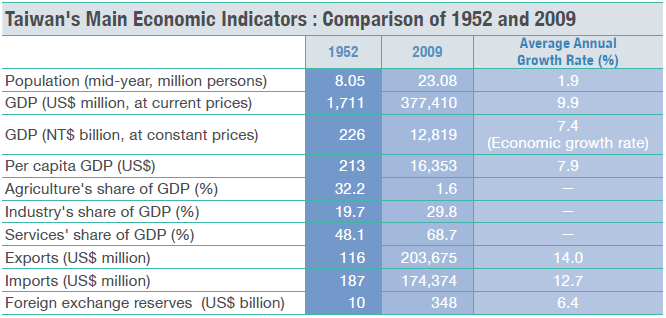 Taiwan's Main Economic Indicators : Comparison of 1952 and 2009
1952 2009 Average Annual
Growth Rate (%)
Population (mid-year, million persons) 8.05 23.08 1.9
GDP (US$ million, at current prices) 1,711 377,410 9.9
GDP (NT$ billion, at constant prices) 226 12,819 7.4
(Economic growth rate)
Per capita GDP (US$) 213 16,353 7.9
Agriculture's share of GDP (%) 32.2 1.6 —
Industry's share of GDP (%) 19.7 29.8 —
Services' share of GDP (%) 48.1 68.7 —
Exports (US$ million) 116 203,675 14.0
Imports (US$ million) 187 174,374 12.7
Foreign exchange reserves (US$ billion) 10 348 6.4